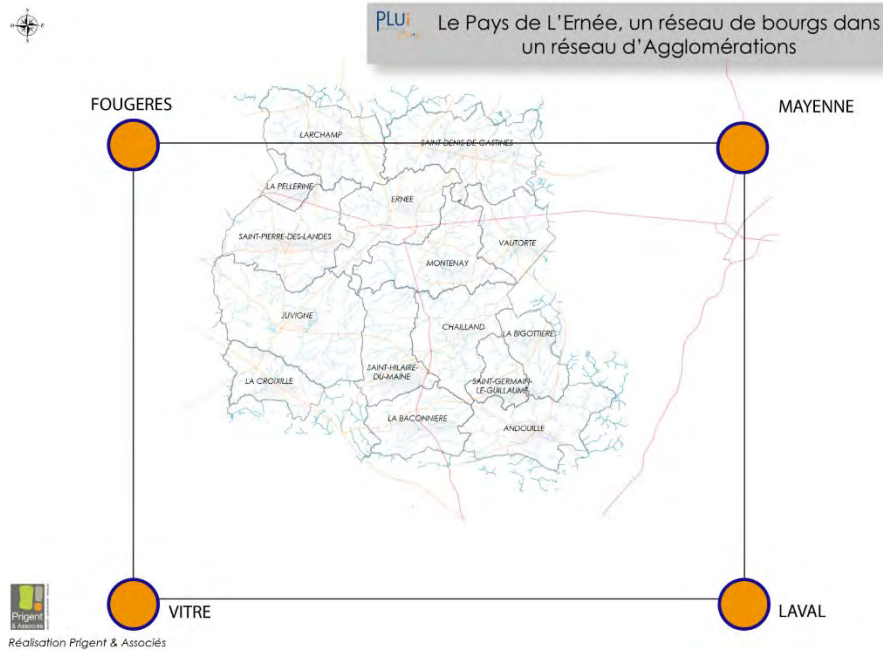 PLUi Le Pays de L'Ernée, un réseau de bourgs dans
un réseau d'Agglomérations
N
O E
S
FOUGERES
MAYENNE
LARCHAMP
SAINT-DENIS-DE-GASTINES
LA PELLERINE
ERNEE
SAINT-PIERRE-DES-LANDES
VAUTORTE
MONTENAY
JUVIGNE
CHAILLAND
LA BIGOTTIERE
LA CROIXILLE
SAINT-HILAIRE-
DU-MAINE
SAINT-GERMAIN-
LE-GUILLAUME
LA BACONNIERE
ANDOUILLE
VITRE
LAVAL
Prigent
& Associés
Réalisation Prigent & Associés